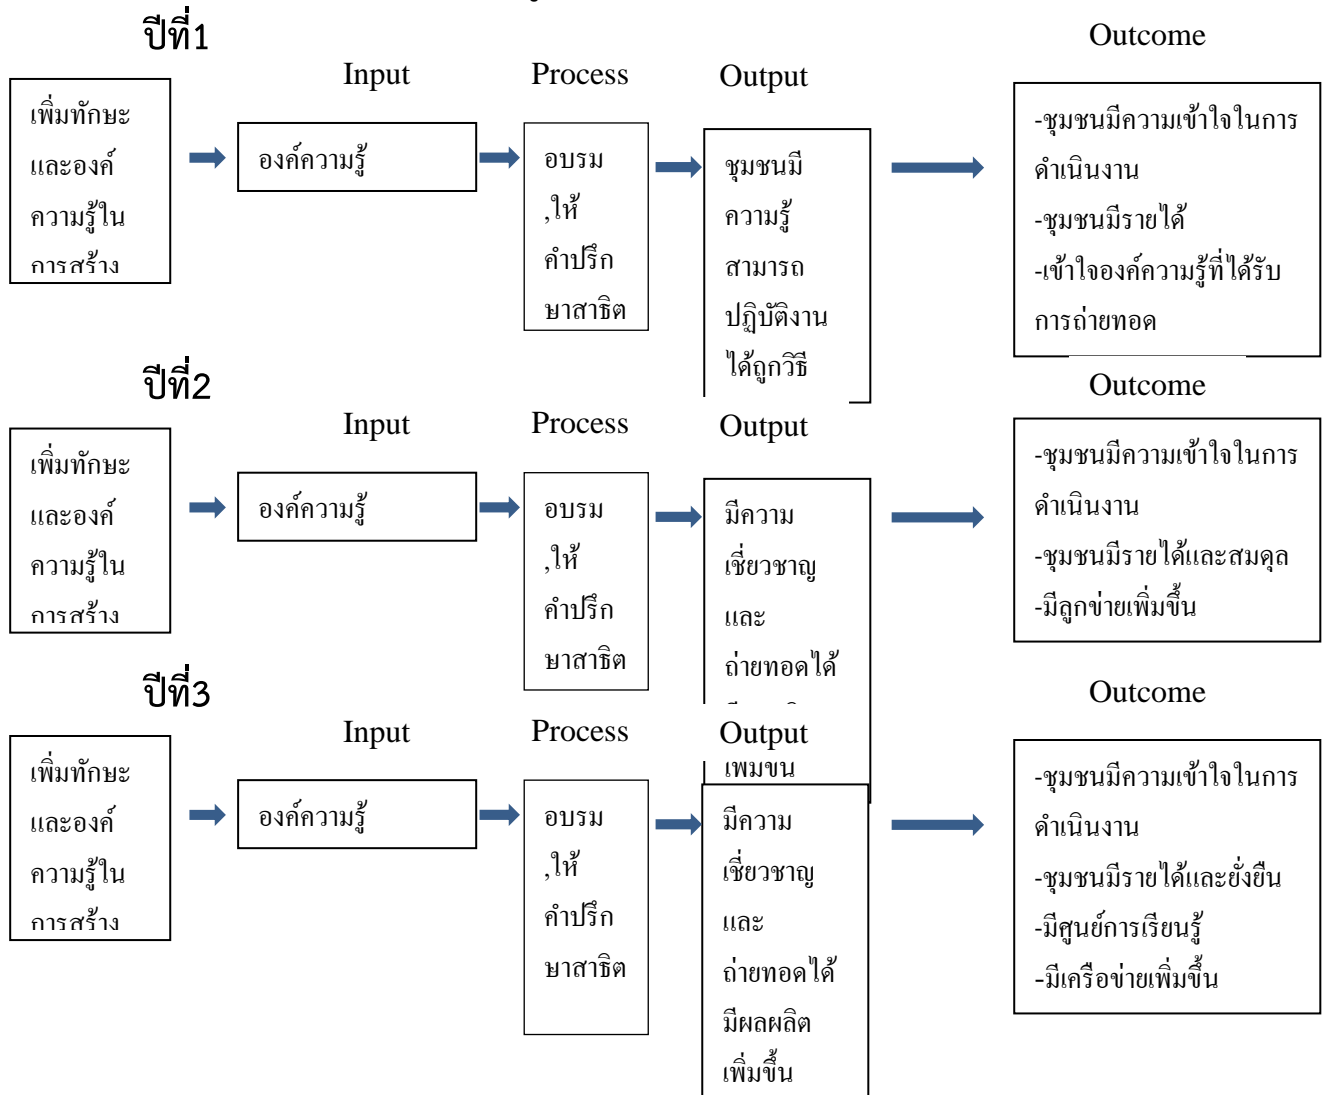 ปีที่1
Outcome
Input
Process
Output
เพิ่มทักษะ
และองค์
ความรู้ใน
การสร้าง
องค์ความรู้
อบรม
,ให้
คำปรึก
ษาสาธิต
ชุมชนมี
ความรู้
สามารถ
ปฏิบัติงาน
ได้ถูกวิธี
-ชุมชนมีความเข้าใจในการ
ดำเนินงาน
-ชุมชนมีรายได้
-เข้าใจองค์ความรู้ที่ได้รับ
การถ่ายทอด
ปีที่2
Outcome
Input
Process
Output
เพิ่มทักษะ
และองค์
ความรู้ใน
การสร้าง
องค์ความรู้
อบรม
,ให้
คำปรึก
ษาสาธิต
มีความ
เชี่ยวชาญ
และ
ถ่ายทอดได้
-ชุมชนมีความเข้าใจในการ
ดำเนินงาน
-ชุมชนมีรายได้และสมดุล
-มีลูกข่ายเพิ่มขึ้น
ปีที่3
Outcome
Input
Process
Output
เพิ่มทักษะ
และองค์
ความรู้ใน
การสร้าง
องค์ความรู้
อบรม
,ให้
คำปรึก
ษาสาธิต
มีความ
เชี่ยวชาญ
และ
ถ่ายทอดได้
มีผลผลิต
เพิ่มขึ้น
-ชุมชนมีความเข้าใจในการ
ดำเนินงาน
-ชุมชนมีรายได้และยั่งยืน
-มีศูนย์การเรียนรู้
-มีเครือข่ายเพิ่มขึ้น